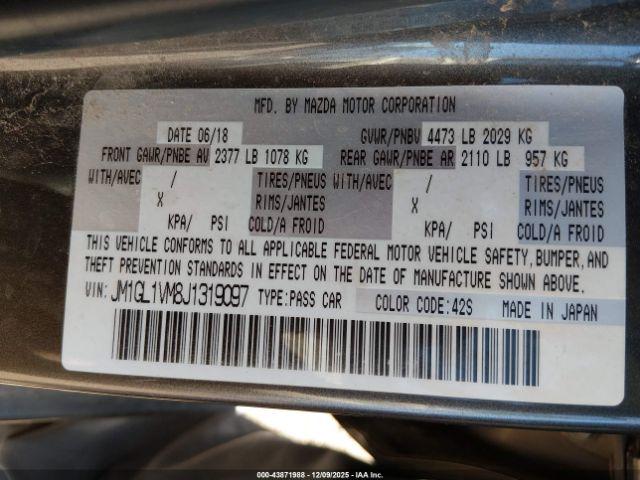 MFD. BY MAZDA MOTOR CORPORATION
DATE 06/18 GVWR/PNBV 4473 LB 2029 KG
FRONT GAWR/PNBE AV 2377 LB 1078 KG REAR GAWR/PNBE AR 2110 LB 957 KG
WITH/AVEC / TIRES/PNEUS WITH/AVEC / TIRES/PNEUS
X RIMS/JANTES X RIMS/JANTES
KPA/ PSI COLD/A FROID KPA/ PSI COLD/A FROID
THIS VEHICLE CONFORMS TO ALL APPLICABLE FEDERAL MOTOR VEHICLE SAFETY, BUMPER, AND
THEFT PREVENTION STANDARDS IN EFFECT ON THE DATE OF MANUFACTURE SHOWN ABOVE.
VIN: JM1GL1VM8J1319097 TYPE:PASS CAR COLOR CODE:42S MADE IN JAPAN
000-43871988 - 12/09/2025 - IAA Inc.